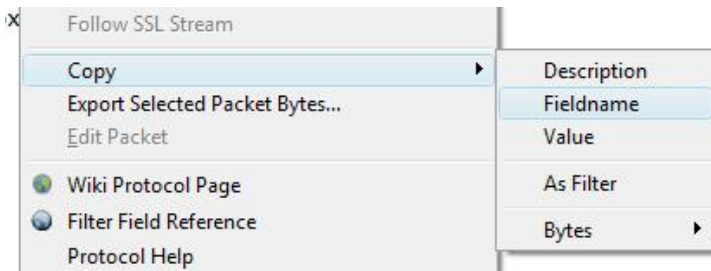 x
Follow SSL Stream
Copy
Export Selected Packet Bytes...
Edit Packet
Wiki Protocol Page
Filter Field Reference
Protocol Help
Description
Fieldname
Value
As Filter
Bytes